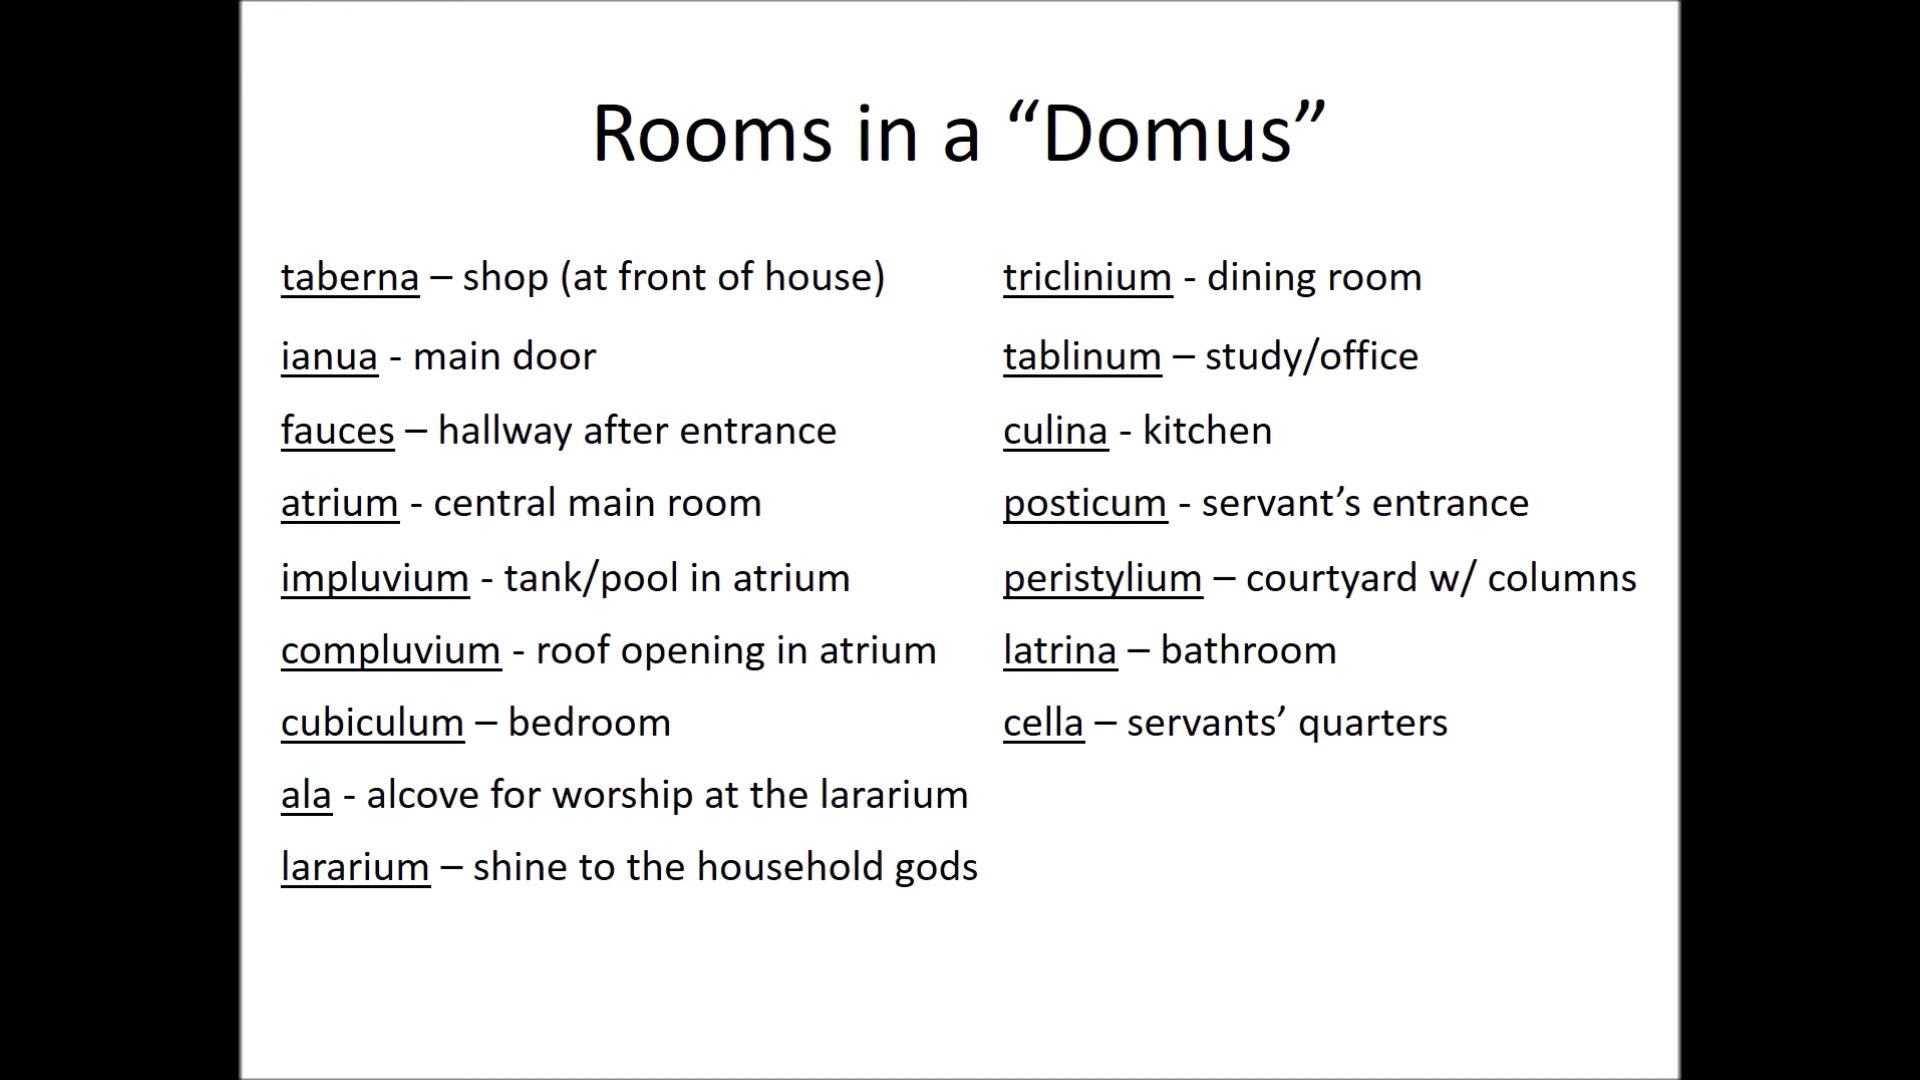 Rooms in a “Domus”
taberna – shop (at front of house)
ianua - main door
fauces – hallway after entrance
atrium - central main room
impluvium - tank/pool in atrium
compluvium - roof opening in atrium
cubiculum – bedroom
ala - alcove for worship at the lararium
lararium – shine to the household gods
triclinium - dining room
tablinum – study/office
culina - kitchen
posticum - servant’s entrance
peristylium – courtyard w/ columns
latrina – bathroom
cella – servants’ quarters